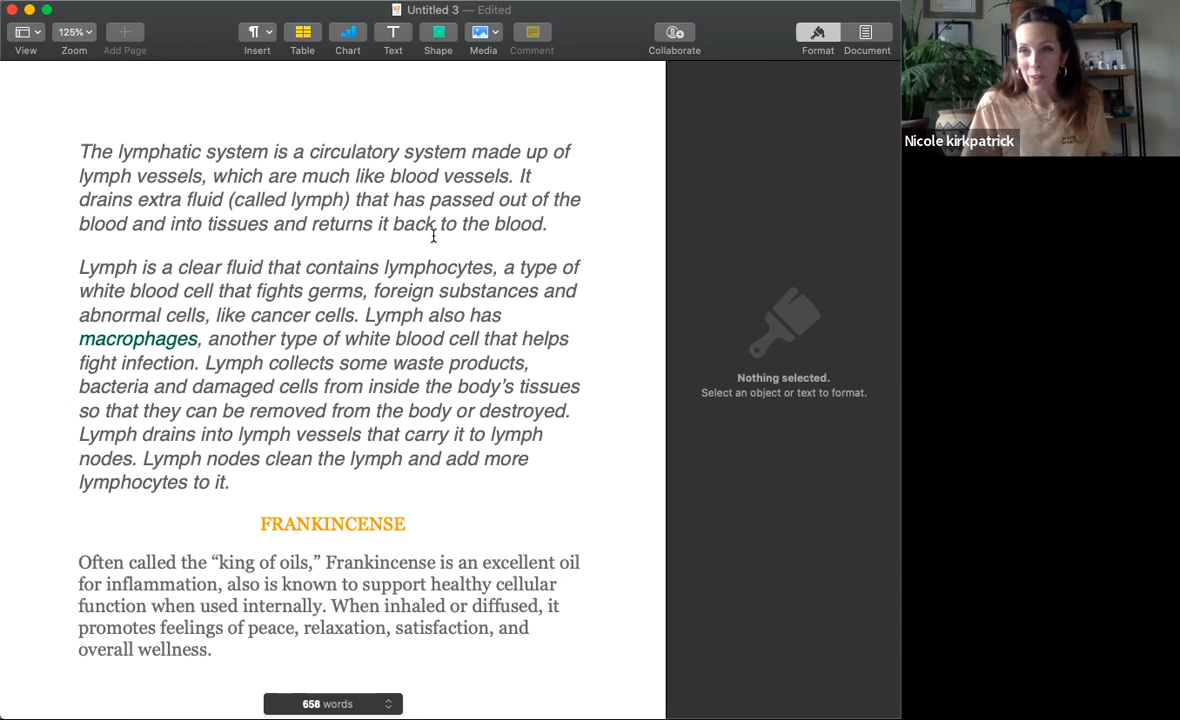 Untitled 3 — Edited
125%
View
Zoom
Add Page
Insert
Table
Chart
Text
Shape
Media
Comment
Collaborate
Format
Document
Nicole kirkpatrick
The lymphatic system is a circulatory system made up of
lymph vessels, which are much like blood vessels. It
drains extra fluid (called lymph) that has passed out of the
blood and into tissues and returns it back to the blood.
Lymph is a clear fluid that contains lymphocytes, a type of
white blood cell that fights germs, foreign substances and
abnormal cells, like cancer cells. Lymph also has
macrophages, another type of white blood cell that helps
fight infection. Lymph collects some waste products,
bacteria and damaged cells from inside the body’s tissues
so that they can be removed from the body or destroyed.
Lymph drains into lymph vessels that carry it to lymph
nodes. Lymph nodes clean the lymph and add more
lymphocytes to it.
FRANKINCENSE
Often called the “king of oils,” Frankincense is an excellent oil
for inflammation, also is known to support healthy cellular
function when used internally. When inhaled or diffused, it
promotes feelings of peace, relaxation, satisfaction, and
overall wellness.
658 words
Nothing selected.
Select an object or text to format.